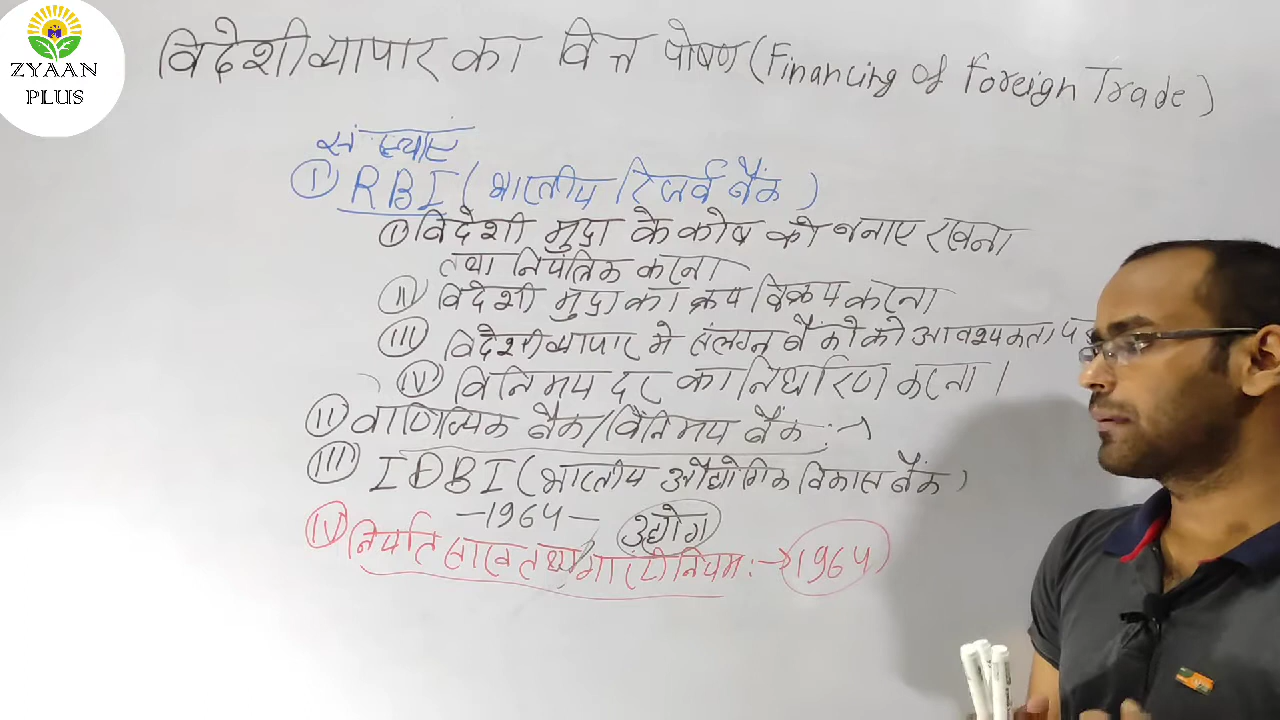 ZYAAN
PLUS
विदेशी व्यापार का वित्त पोषण (Financing of Foreign Trade)
संस्थाएं
(I) RBI (भारतीय रिजर्व बैंक)
(I) विदेशी मुद्रा के कोष को बनाए रखना
तथा नियंत्रित करना
(II) विदेशी मुद्रा का क्रय विक्रय करना
(III) विदेशी व्यापार मे संलग्न बैंको को आवश्यकता
(IV) विनिमय दर का निर्धारण करना।
(II) वाणिज्यिक बैंक/विनिमय बैंक :→
(III) IDBI (भारतीय औद्योगिक विकास बैंक)
—1964— उद्योग
(IV) निर्यात साख तथा गारंटी नियम :→ 1964